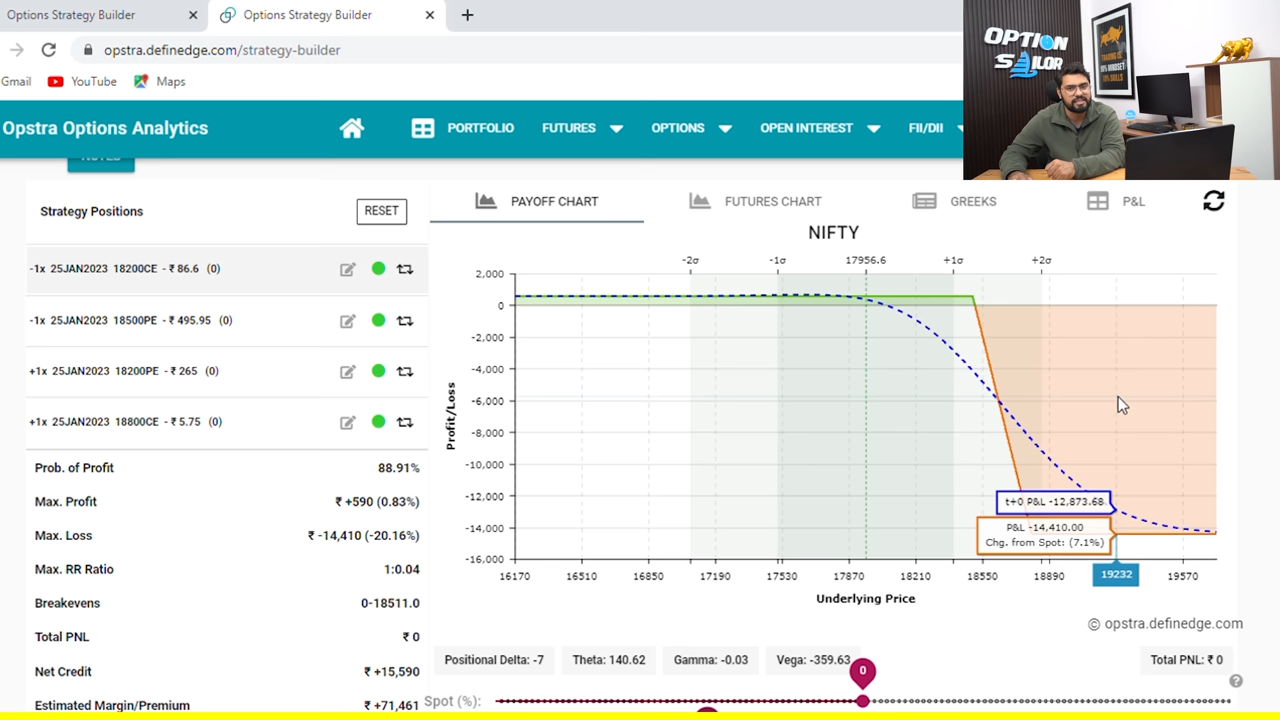 Options Strategy Builder
Options Strategy Builder
opstra.definedge.com/strategy-builder
Gmail YouTube Maps
OPTION SAILOR
Opstra Options Analytics
PORTFOLIO
FUTURES
OPTIONS
OPEN INTEREST
FII/DII
Strategy Positions
RESET
-1x 25JAN2023 18200CE - ₹ 86.6 (0)
-1x 25JAN2023 18500PE - ₹ 495.95 (0)
+1x 25JAN2023 18200PE - ₹ 265 (0)
+1x 25JAN2023 18800CE - ₹ 5.75 (0)
Prob. of Profit 88.91%
Max. Profit ₹ +590 (0.83%)
Max. Loss ₹ -14,410 (-20.16%)
Max. RR Ratio 1:0.04
Breakevens 0-18511.0
Total PNL ₹ 0
Net Credit ₹ +15,590
Estimated Margin/Premium ₹ +71,461
PAYOFF CHART
FUTURES CHART
GREEKS
P&L
NIFTY
-2σ -1σ 17956.6 +1σ +2σ
2,000
0
-2,000
-4,000
-6,000
-8,000
-10,000
-12,000
-14,000
-16,000
Profit/Loss
t+0 P&L -12,873.68
P&L -14,410.00
Chg. from Spot: (7.1%)
16170 16510 16850 17190 17530 17870 18210 18550 18890 19232 19570
Underlying Price
© opstra.definedge.com
Positional Delta: -7
Theta: 140.62
Gamma: -0.03
Vega: -359.63
Total PNL: ₹ 0
0
Spot (%):